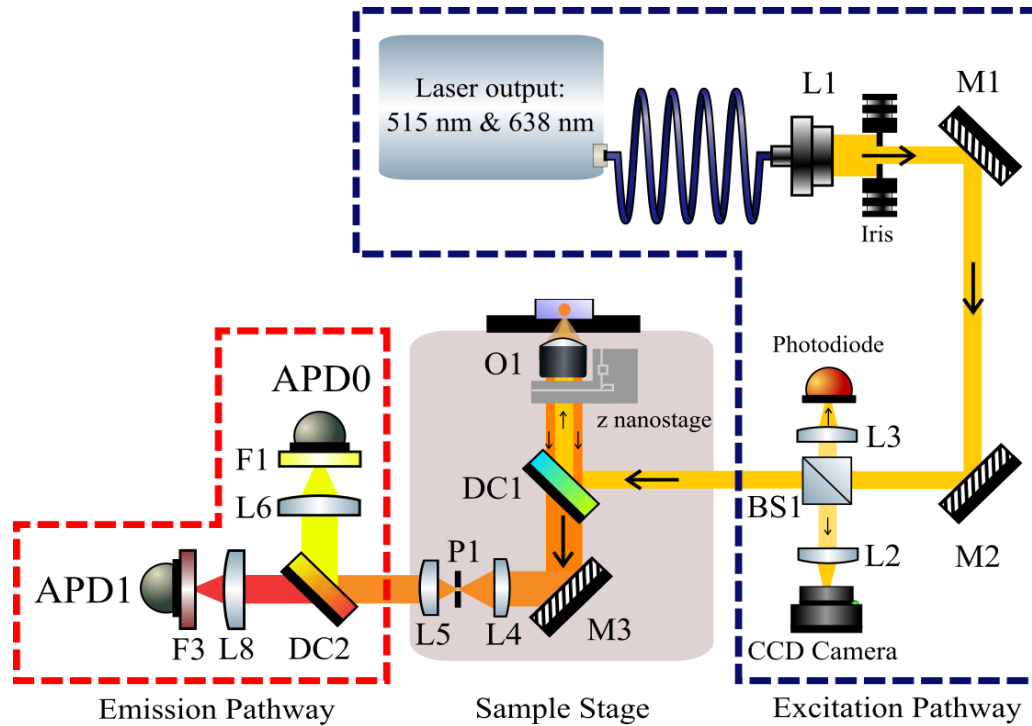 Laser output:
515 nm & 638 nm
L1
M1
Iris
Photodiode
L3
BS1
L2
M2
CCD Camera
O1
z nanostage
DC1
APD0
F1
L6
P1
APD1
F3
L8
DC2
L5
L4
M3
Emission Pathway
Sample Stage
Excitation Pathway